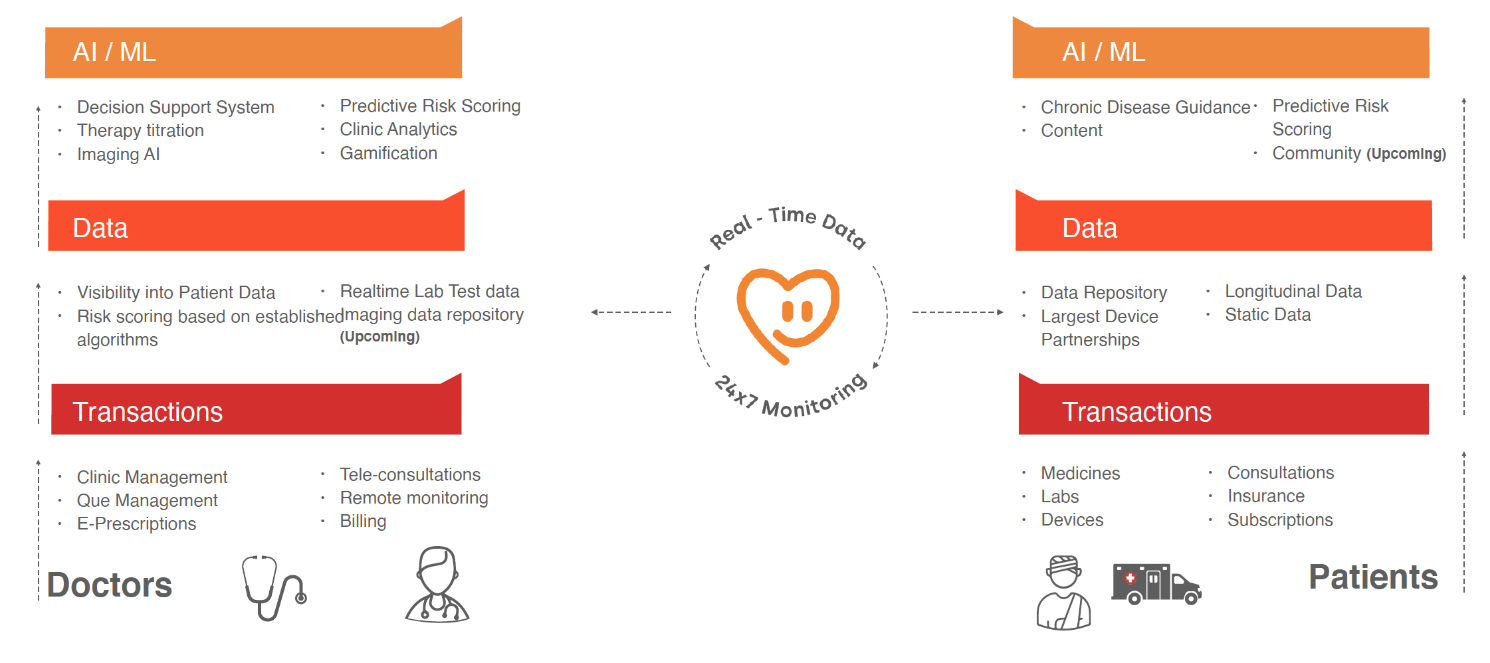 AI / ML
Decision Support System
Therapy titration
Imaging AI
Predictive Risk Scoring
Clinic Analytics
Gamification
Data
Visibility into Patient Data
Risk scoring based on established
algorithms
Realtime Lab Test data
Imaging data repository
(Upcoming)
Transactions
Clinic Management
Que Management
E-Prescriptions
Tele-consultations
Remote monitoring
Billing
Doctors
Real - Time Data
24x7 Monitoring
AI / ML
Chronic Disease Guidance
Content
Predictive Risk
Scoring
Community (Upcoming)
Data
Data Repository
Largest Device
Partnerships
Longitudinal Data
Static Data
Transactions
Medicines
Labs
Devices
Consultations
Insurance
Subscriptions
Patients